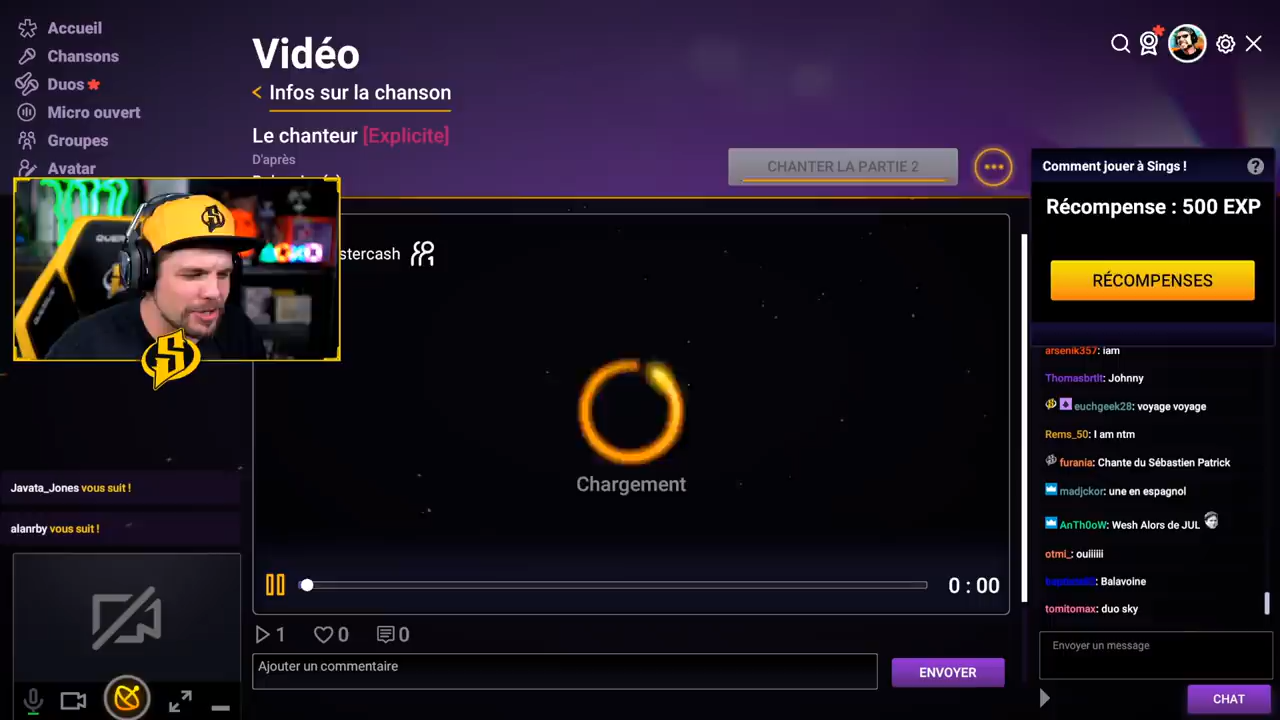 Accueil
Chansons
Duos
Micro ouvert
Groupes
Avatar
Vidéo
< Infos sur la chanson
Le chanteur [Explicite]
D'après
CHANTER LA PARTIE 2
Comment jouer à Sings !
Récompense : 500 EXP
RÉCOMPENSES
stercash
Chargement
0 : 00
1
0
0
Ajouter un commentaire
ENVOYER
Javata_Jones vous suit !
alanrby vous suit !
arsenik357: iam
Thomasbrtlt: Johnny
euchgeek28: voyage voyage
Rems_50: I am ntm
furania: Chante du Sébastien Patrick
madjckor: une en espagnol
AnTh0oW: Wesh Alors de JUL
otmi_: ouiiiiii
: Balavoine
tomitomax: duo sky
Envoyer un message
CHAT